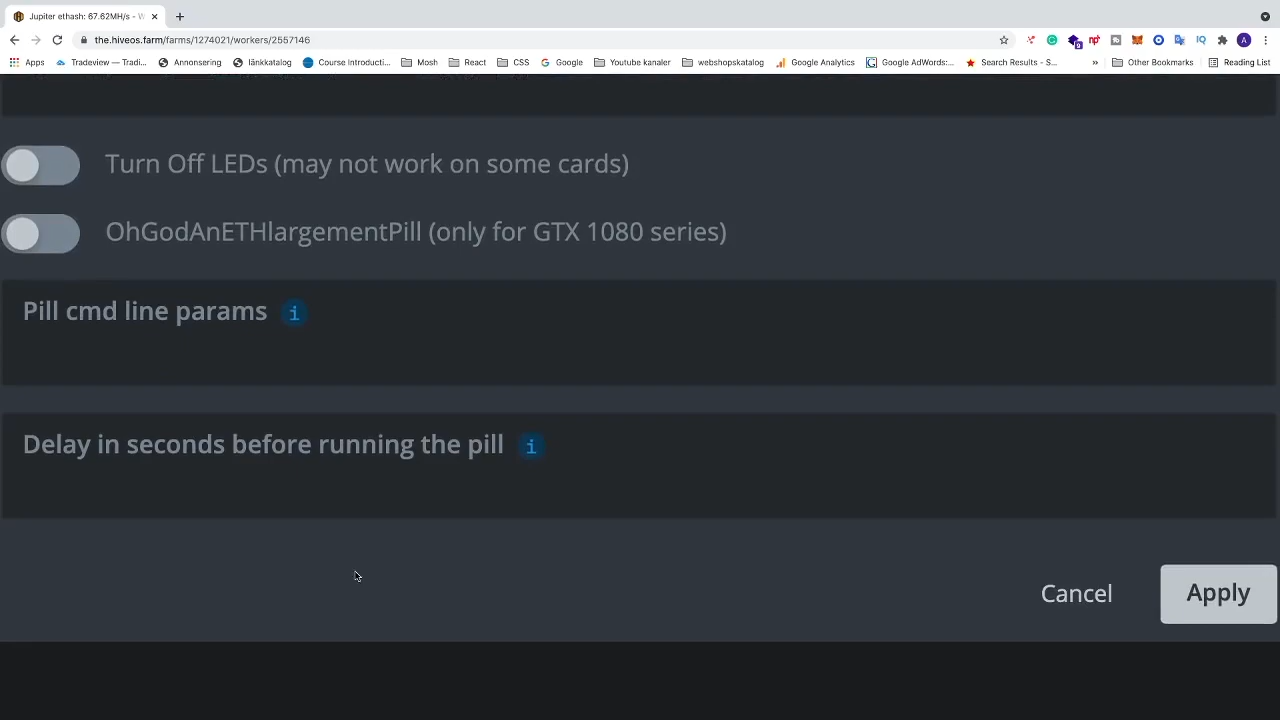 Jupiter ethash: 67.62MH/s - W
the.hiveos.farm/farms/1274021/workers/2557146
Apps Tradeview — Tradi... Annonsering länkkatalog Course Introducti... Mosh React CSS Google Youtube kanaler webshopskatalog Google Analytics Google AdWords:... Search Results - S... » Other Bookmarks Reading List
Turn Off LEDs (may not work on some cards)
OhGodAnETHlargementPill (only for GTX 1080 series)
Pill cmd line params i
Delay in seconds before running the pill i
Cancel Apply